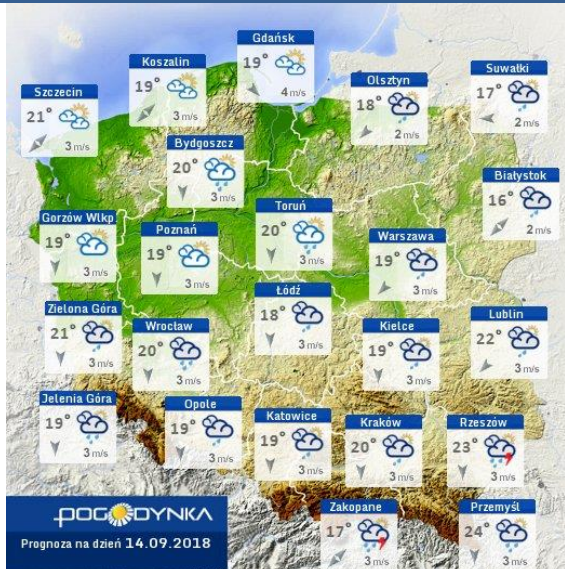 Gdańsk
19°
4 m/s
Koszalin
19°
3 m/s
Suwałki
17°
2 m/s
Olsztyn
18°
2 m/s
Szczecin
21°
3 m/s
Bydgoszcz
20°
3 m/s
Białystok
16°
2 m/s
Toruń
20°
3 m/s
Gorzów Wlkp
19°
3 m/s
Poznań
19°
3 m/s
Warszawa
19°
3 m/s
Łódź
18°
3 m/s
Zielona Góra
21°
3 m/s
Lublin
22°
3 m/s
Wrocław
20°
3 m/s
Kielce
19°
3 m/s
Jelenia Góra
19°
3 m/s
Opole
19°
3 m/s
Katowice
19°
3 m/s
Kraków
20°
3 m/s
Rzeszów
23°
3 m/s
Zakopane
17°
3 m/s
Przemyśl
24°
3 m/s
POGODYNKA
Prognoza na dzień 14.09.2018